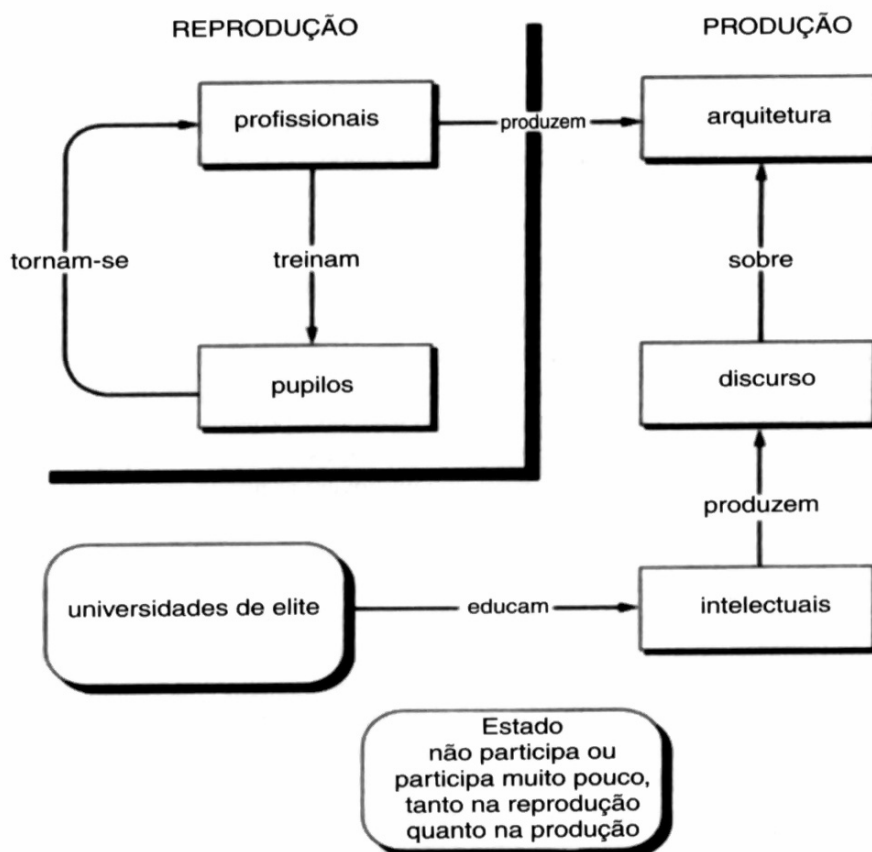 REPRODUÇÃO
PRODUÇÃO
profissionais
produzem
arquitetura
tornam-se
treinam
sobre
pupilos
discurso
produzem
universidades de elite
educam
intelectuais
Estado
não participa ou
participa muito pouco,
tanto na reprodução
quanto na produção